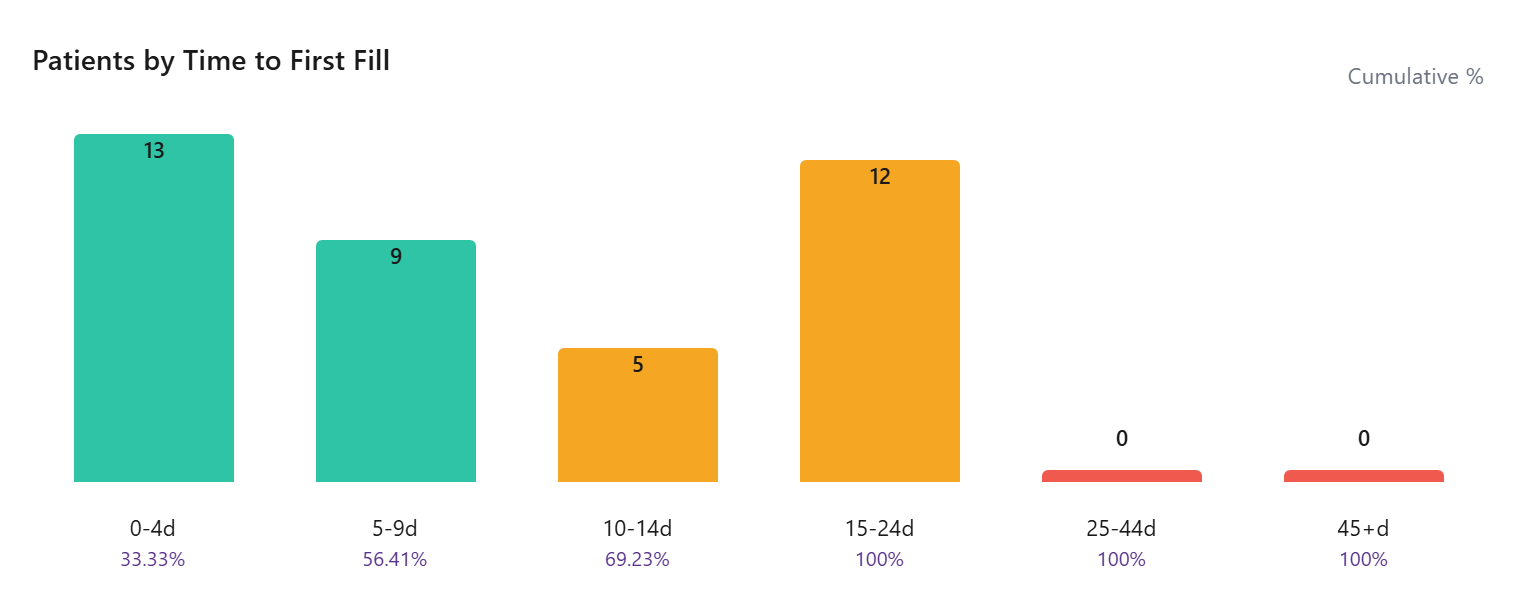 Patients by Time to First Fill
Cumulative %
13
9
5
12
0
0
0-4d
5-9d
10-14d
15-24d
25-44d
45+d
33.33%
56.41%
69.23%
100%
100%
100%